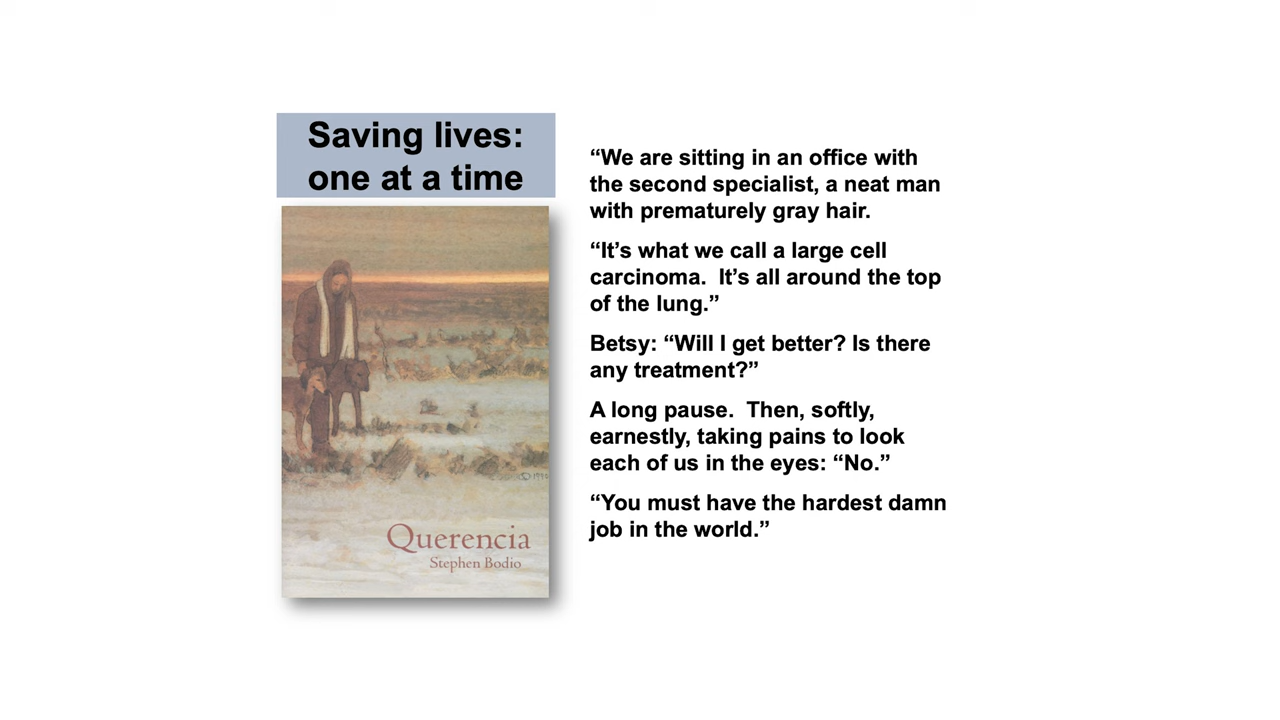 Saving lives:
one at a time
“We are sitting in an office with
the second specialist, a neat man
with prematurely gray hair.
“It’s what we call a large cell
carcinoma.  It’s all around the top
of the lung.”
Betsy: “Will I get better? Is there
any treatment?”
A long pause.  Then, softly,
earnestly, taking pains to look
each of us in the eyes: “No.”
“You must have the hardest damn
job in the world.”
Querencia
Stephen Bodio